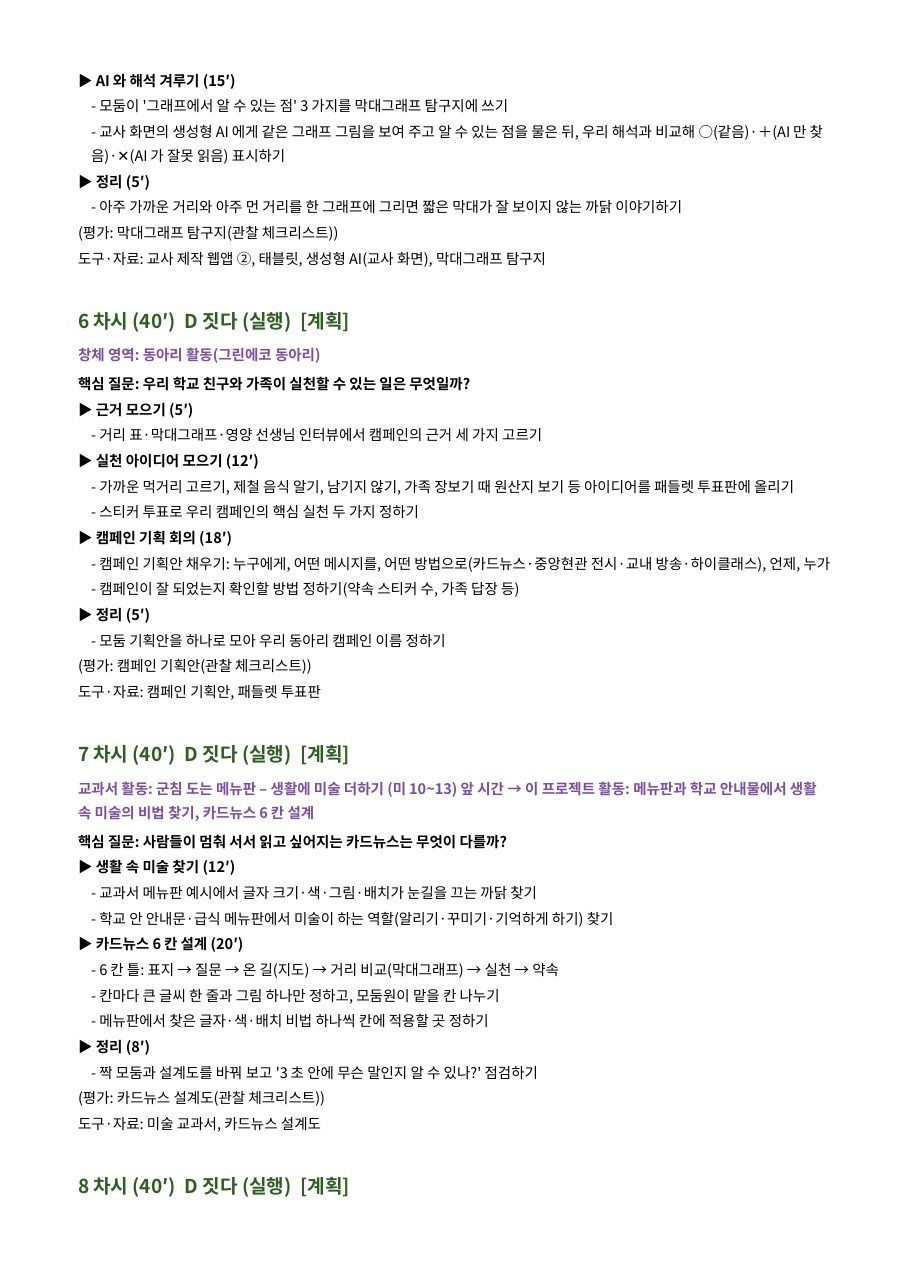 ▶ AI 와 해석 겨루기 (15′)
- 모둠이 '그래프에서 알 수 있는 점' 3 가지를 막대그래프 탐구지에 쓰기
- 교사 화면의 생성형 AI 에게 같은 그래프 그림을 보여 주고 알 수 있는 점을 물은 뒤, 우리 해석과 비교해 ○(같음)·＋(AI 만 찾
음)·✕(AI 가 잘못 읽음) 표시하기
▶ 정리 (5′)
- 아주 가까운 거리와 아주 먼 거리를 한 그래프에 그리면 짧은 막대가 잘 보이지 않는 까닭 이야기하기
(평가: 막대그래프 탐구지(관찰 체크리스트))
도구·자료: 교사 제작 웹앱 ②, 태블릿, 생성형 AI(교사 화면), 막대그래프 탐구지
6 차시 (40′) D 짓다 (실행) [계획]
창체 영역: 동아리 활동(그린에코 동아리)
핵심 질문: 우리 학교 친구와 가족이 실천할 수 있는 일은 무엇일까?
▶ 근거 모으기 (5′)
- 거리 표·막대그래프·영양 선생님 인터뷰에서 캠페인의 근거 세 가지 고르기
▶ 실천 아이디어 모으기 (12′)
- 가까운 먹거리 고르기, 제철 음식 알기, 남기지 않기, 가족 장보기 때 원산지 보기 등 아이디어를 패들렛 투표판에 올리기
- 스티커 투표로 우리 캠페인의 핵심 실천 두 가지 정하기
▶ 캠페인 기획 회의 (18′)
- 캠페인 기획안 채우기: 누구에게, 어떤 메시지를, 어떤 방법으로(카드뉴스·중앙현관 전시·교내 방송·하이클래스), 언제, 누가
- 캠페인이 잘 되었는지 확인할 방법 정하기(약속 스티커 수, 가족 답장 등)
▶ 정리 (5′)
- 모둠 기획안을 하나로 모아 우리 동아리 캠페인 이름 정하기
(평가: 캠페인 기획안(관찰 체크리스트))
도구·자료: 캠페인 기획안, 패들렛 투표판
7 차시 (40′) D 짓다 (실행) [계획]
교과서 활동: 군침 도는 메뉴판 – 생활에 미술 더하기 (미 10~13) 앞 시간 → 이 프로젝트 활동: 메뉴판과 학교 안내물에서 생활
속 미술의 비법 찾기, 카드뉴스 6 칸 설계
핵심 질문: 사람들이 멈춰 서서 읽고 싶어지는 카드뉴스는 무엇이 다를까?
▶ 생활 속 미술 찾기 (12′)
- 교과서 메뉴판 예시에서 글자 크기·색·그림·배치가 눈길을 끄는 까닭 찾기
- 학교 안 안내문·급식 메뉴판에서 미술이 하는 역할(알리기·꾸미기·기억하게 하기) 찾기
▶ 카드뉴스 6 칸 설계 (20′)
- 6 칸 틀: 표지 → 질문 → 온 길(지도) → 거리 비교(막대그래프) → 실천 → 약속
- 칸마다 큰 글씨 한 줄과 그림 하나만 정하고, 모둠원이 맡을 칸 나누기
- 메뉴판에서 찾은 글자·색·배치 비법 하나씩 칸에 적용할 곳 정하기
▶ 정리 (8′)
- 짝 모둠과 설계도를 바꿔 보고 '3 초 안에 무슨 말인지 알 수 있나?' 점검하기
(평가: 카드뉴스 설계도(관찰 체크리스트))
도구·자료: 미술 교과서, 카드뉴스 설계도
8 차시 (40′) D 짓다 (실행) [계획]